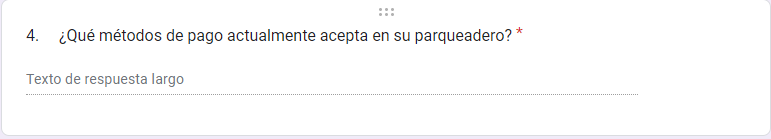 4. ¿Qué métodos de pago actualmente acepta en su parqueadero? *
Texto de respuesta largo